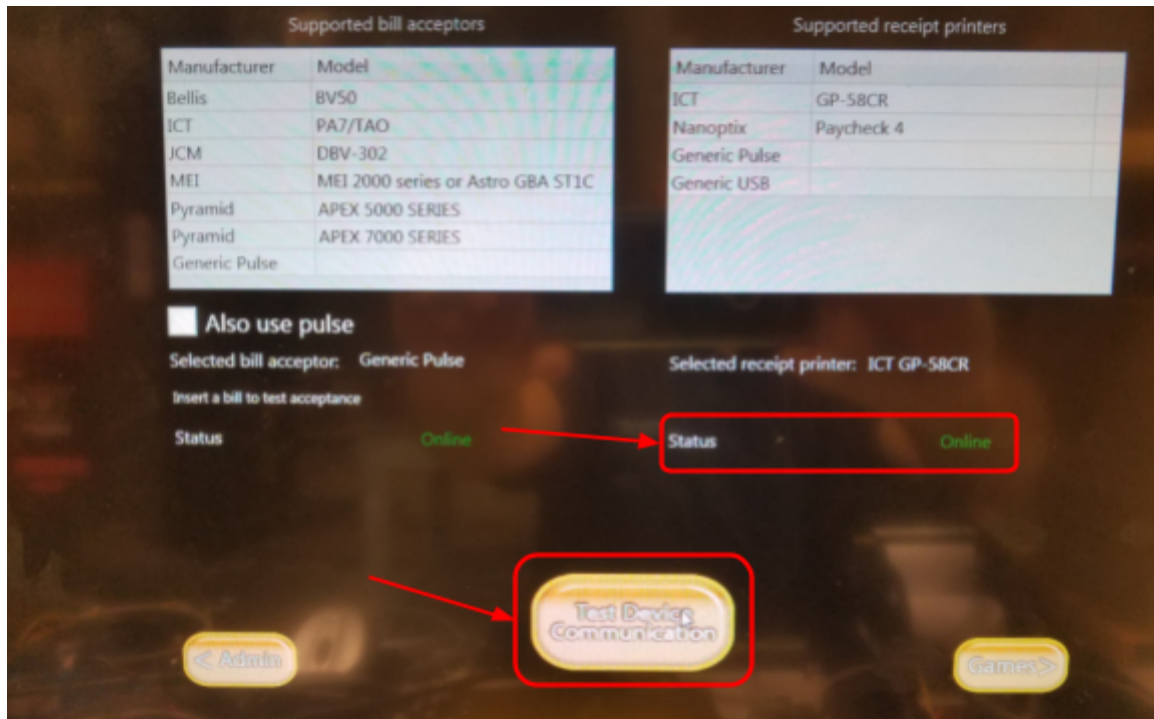 Supported bill acceptors
Manufacturer Model
Bellis BV50
ICT PA7/TAO
JCM DBV-302
MEI MEI 2000 series or Astro GBA ST1C
Pyramid APEX 5000 SERIES
Pyramid APEX 7000 SERIES
Generic Pulse
Also use pulse
Selected bill acceptor: Generic Pulse
Insert a bill to test acceptance
Status Online
Supported receipt printers
Manufacturer Model
ICT GP-58CR
Nanoptix Paycheck 4
Generic Pulse
Generic USB
Selected receipt printer: ICT GP-58CR
Status Online
Test Device
Communication
< Admin
Games>